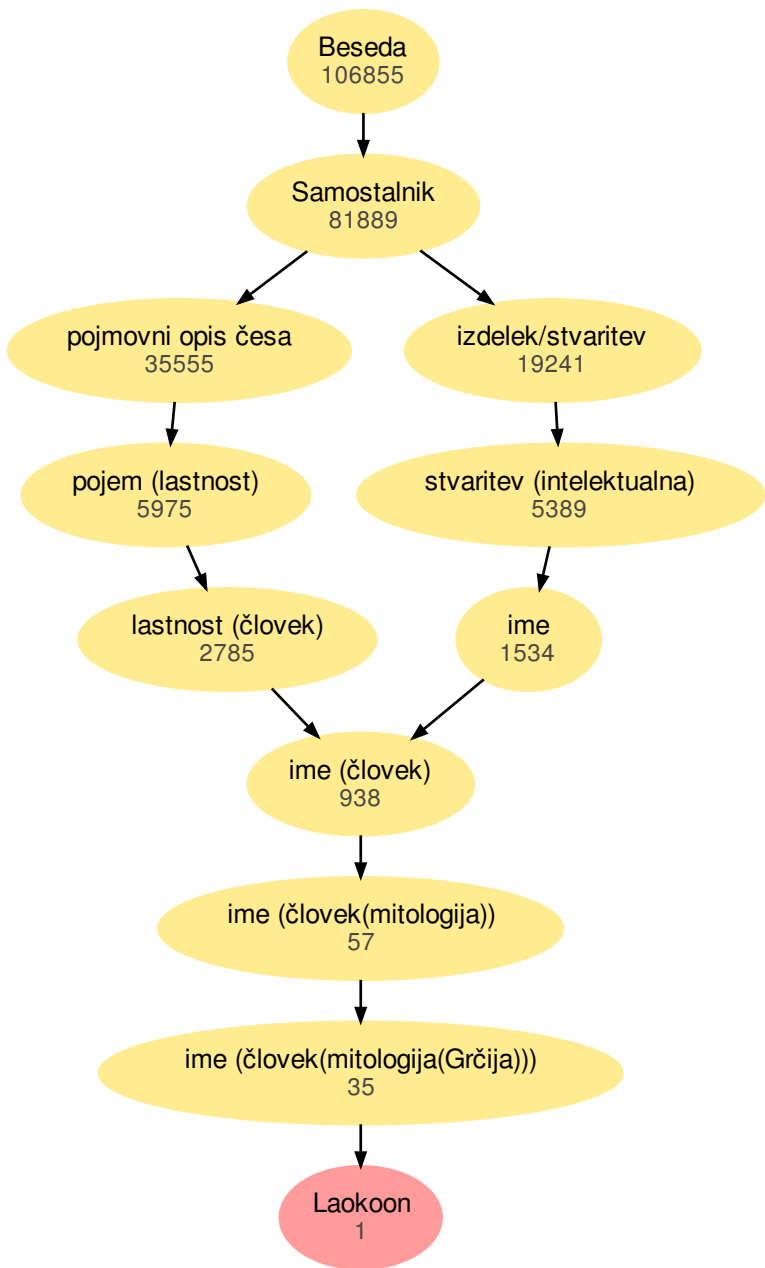 Beseda
106855
Samostalnik
81889
pojmovni opis česa
35555
izdelek/stvaritev
19241
pojem (lastnost)
5975
stvaritev (intelektualna)
5389
lastnost (človek)
2785
ime
1534
ime (človek)
938
ime (človek(mitologija))
57
ime (človek(mitologija(Grčija)))
35
Laokoon
1